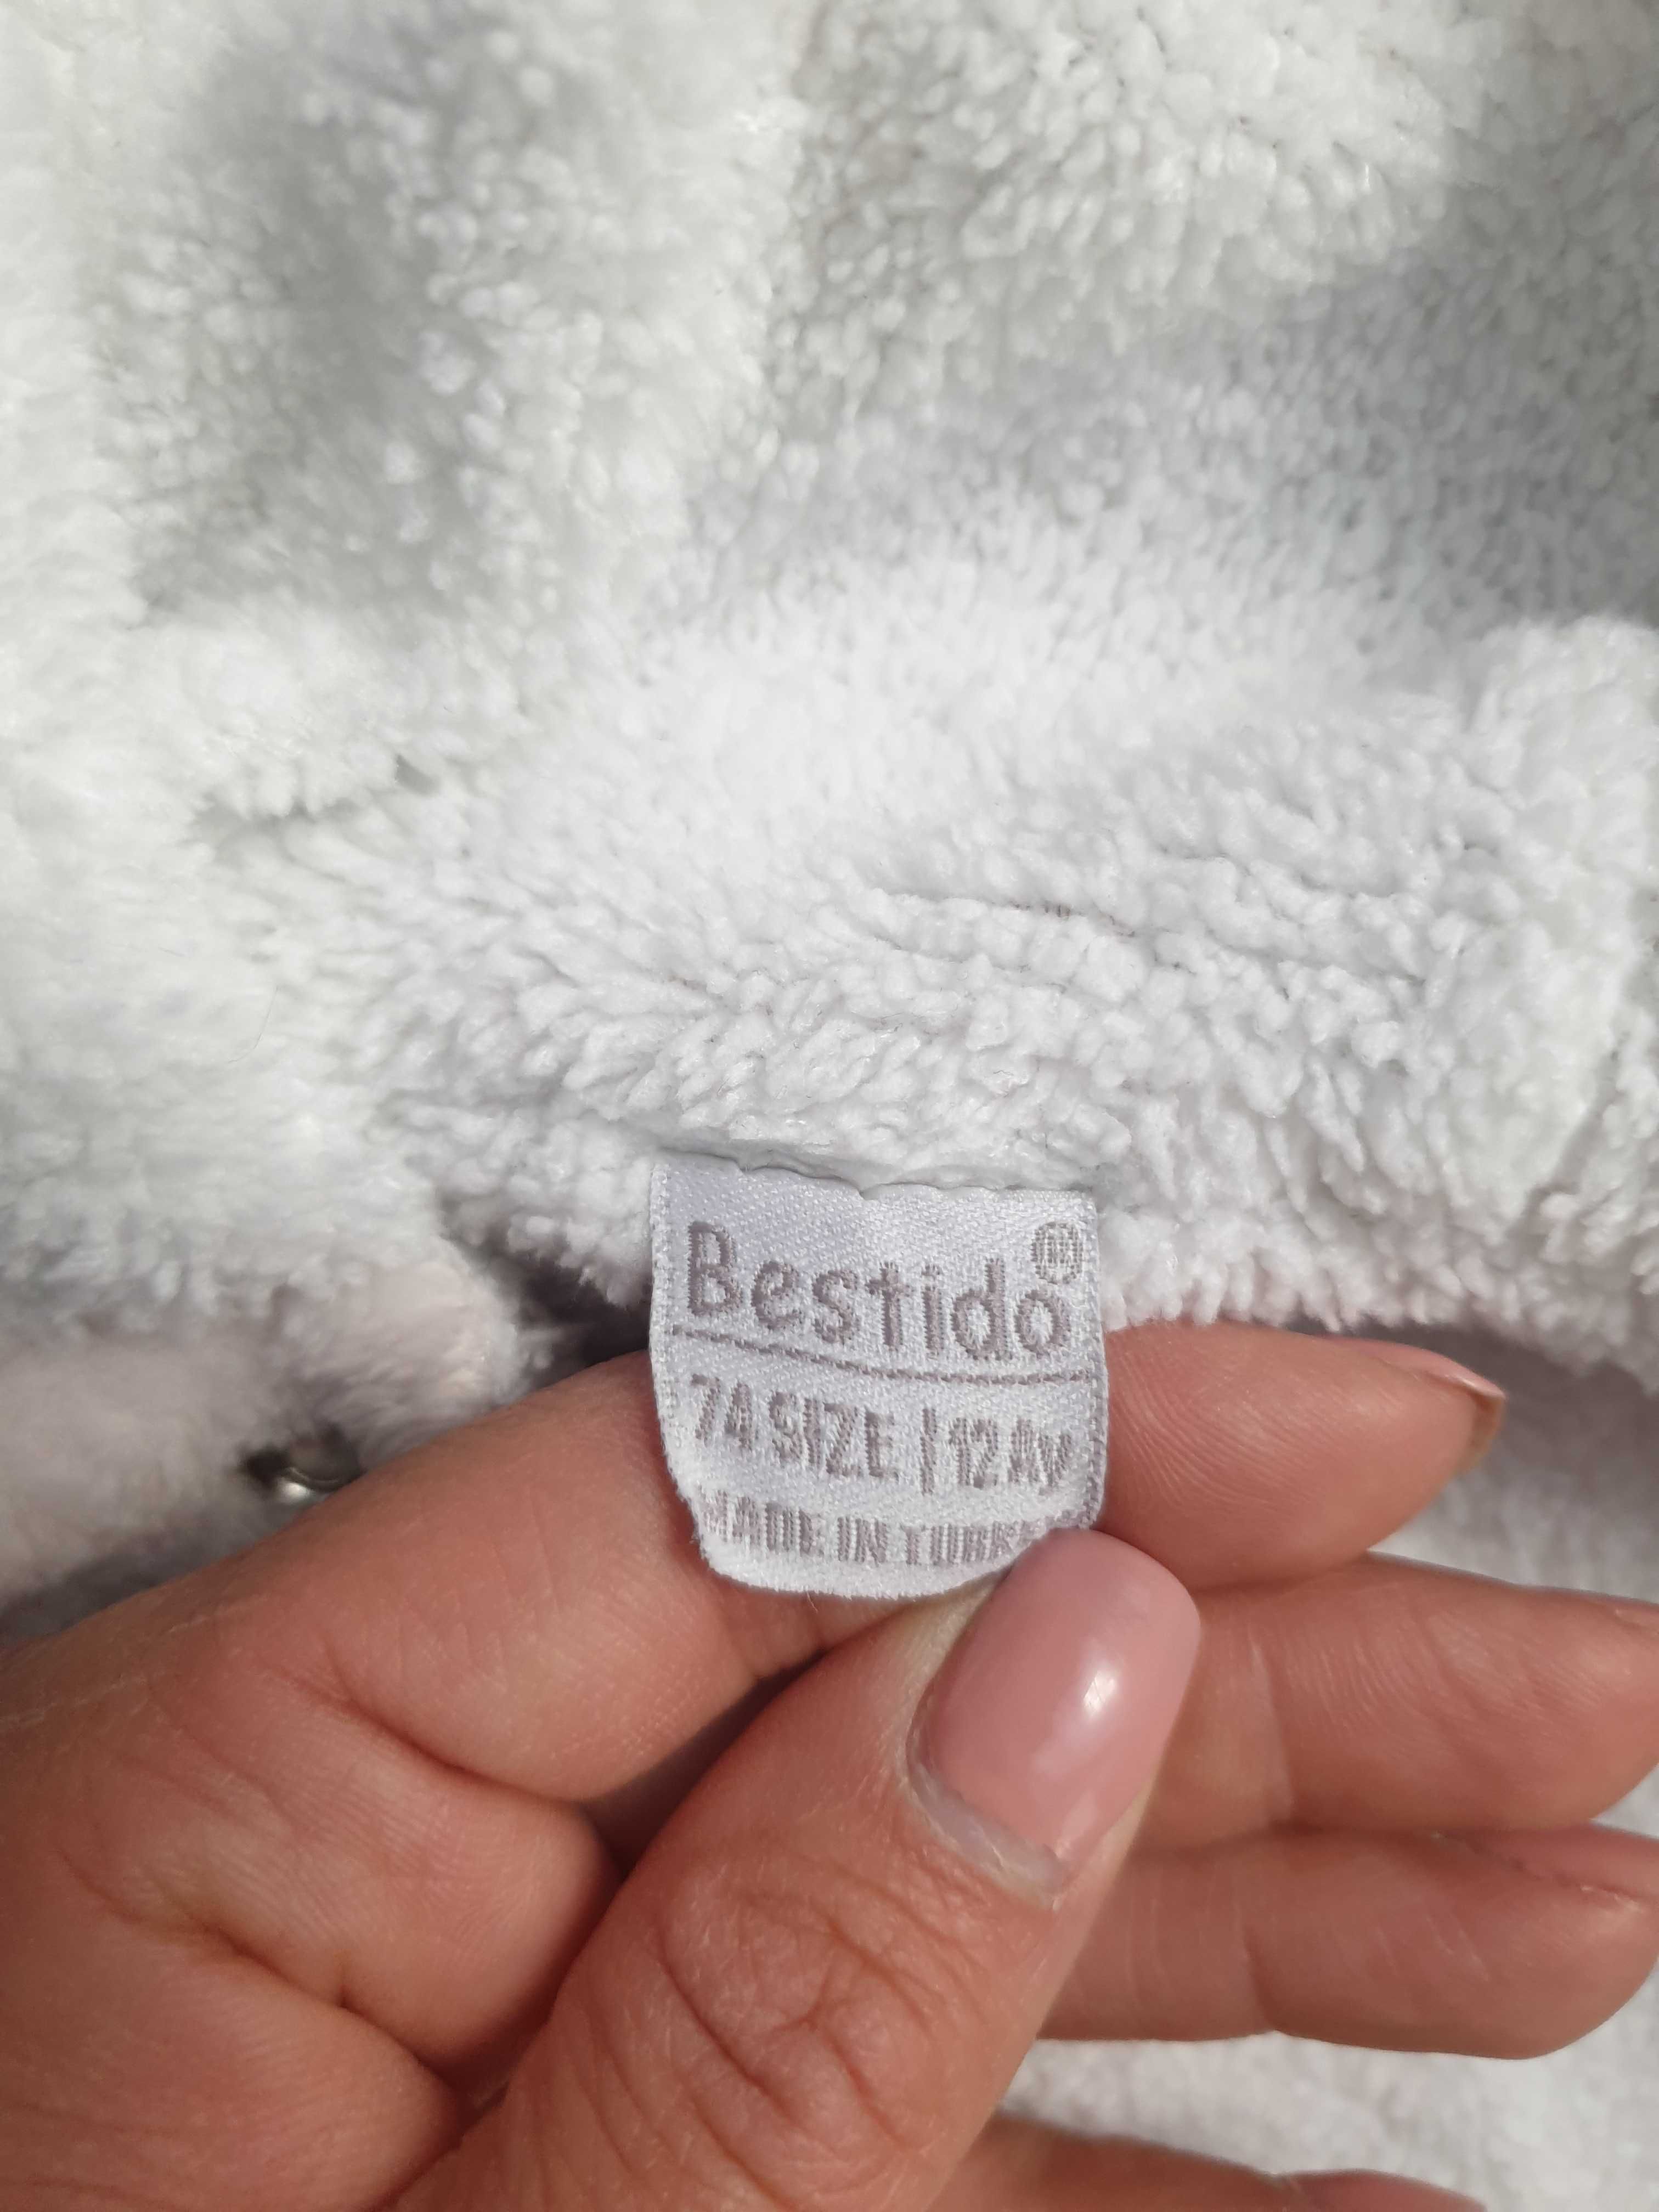 Bestido Ⓜ
74 SIZE | 12 AY
MADE IN TURK